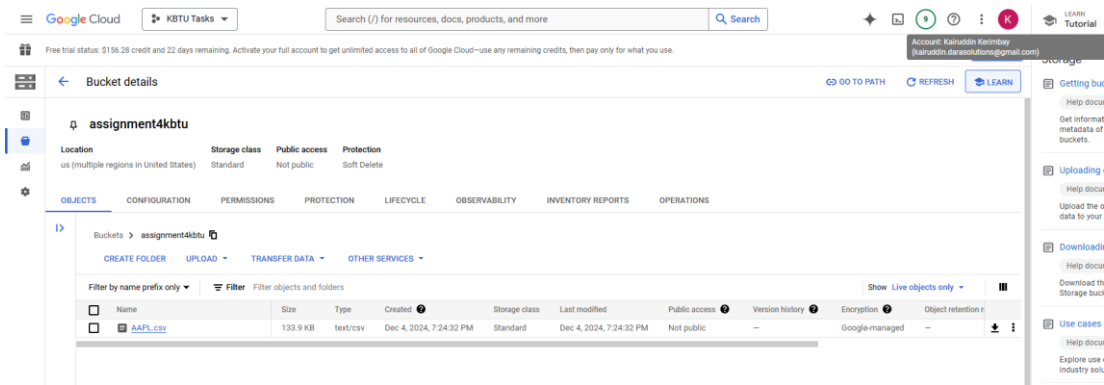 Google Cloud
KBTU Tasks
Search (/) for resources, docs, products, and more
Search
9
K
LEARN
Tutorial
Free trial status: $156.28 credit and 22 days remaining. Activate your full account to get unlimited access to all of Google Cloud—use any remaining credits, then pay only for what you use.
Account: Kairuddin Kerimbay
(kairuddin.darasolutions@gmail.com)
Storage
Bucket details
GO TO PATH
REFRESH
LEARN
assignment4kbtu
Location
us (multiple regions in United States)
Storage class
Standard
Public access
Not public
Protection
Soft Delete
OBJECTS
CONFIGURATION
PERMISSIONS
PROTECTION
LIFECYCLE
OBSERVABILITY
INVENTORY REPORTS
OPERATIONS
Buckets
assignment4kbtu
CREATE FOLDER
UPLOAD
TRANSFER DATA
OTHER SERVICES
Filter by name prefix only
Filter
Filter objects and folders
Show
Live objects only
Name
Size
Type
Created
Storage class
Last modified
Public access
Version history
Encryption
Object retention r
AAPL.csv
133.9 KB
text/csv
Dec 4, 2024, 7:24:32 PM
Standard
Dec 4, 2024, 7:24:32 PM
Not public
—
Google-managed
—
Getting buc
Help docur
Get informat
metadata of
buckets.
Uploading
Help docur
Upload the o
data to your
Downloadin
Help docur
Download th
Storage buck
Use cases
Help docur
Explore use
industry solu